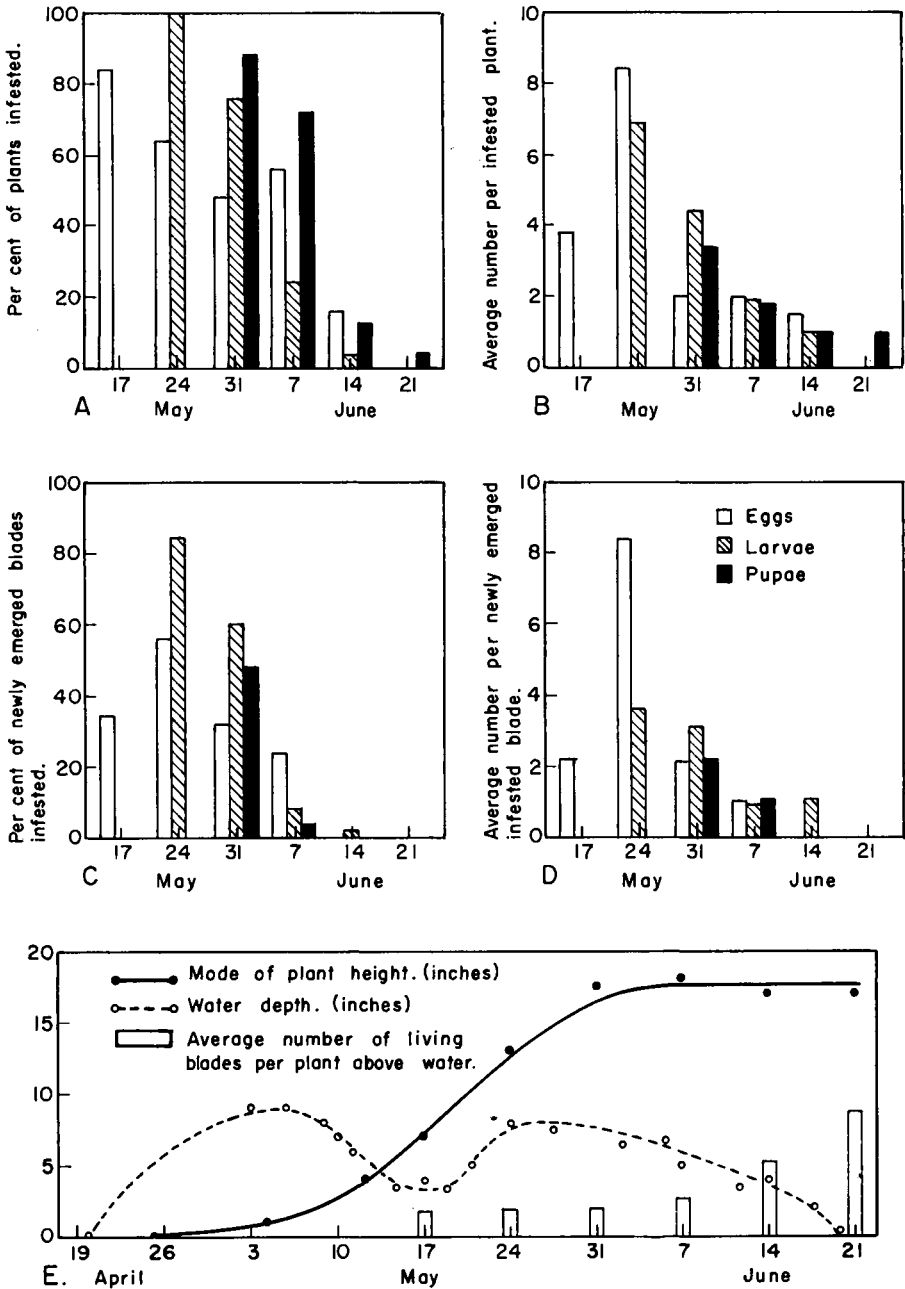 Per cent of plants infested.
100
80
60
40
20
0
17 24 31 7 14 21
A May June
Average number per infested plant.
10
8
6
4
2
0
17 24 31 7 14 21
B May June
Per cent of newly emerged blades
infested.
100
80
60
40
20
0
17 24 31 7 14 21
C May June
Average number per newly emerged
infested blade.
10
8
6
4
2
0
Eggs
Larvae
Pupae
17 24 31 7 14 21
D May June
20
15
10
5
0
Mode of plant height. (inches)
Water depth. (inches)
Average number of living
blades per plant above water.
19 26 3 10 17 24 31 7 14 21
E. April May June